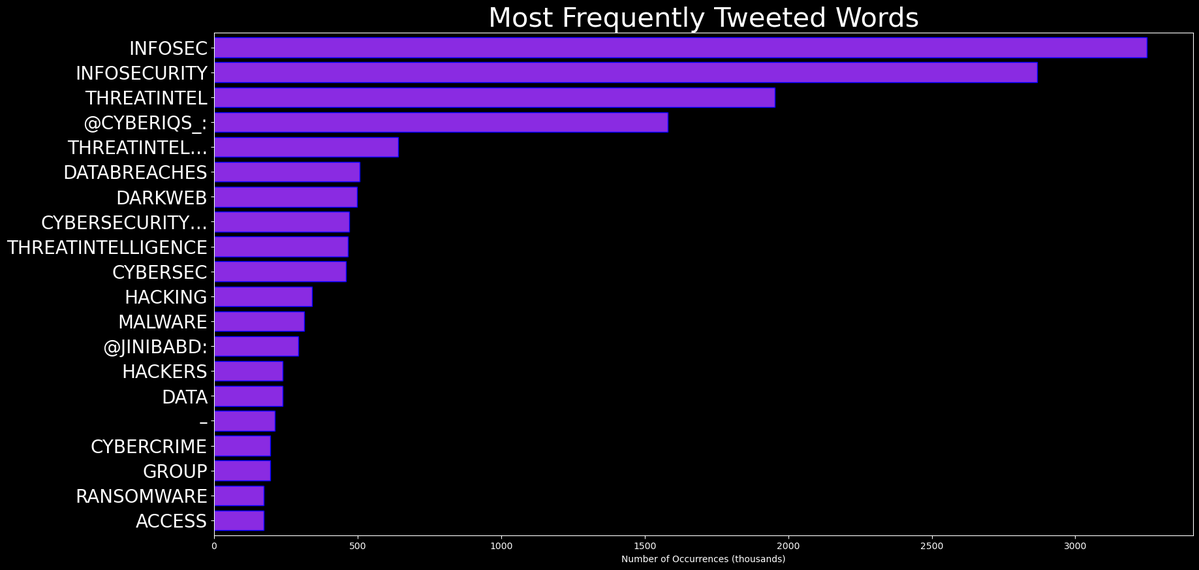 Most Frequently Tweeted Words
INFOSEC
INFOSECURITY
THREATINTEL
@CYBERIQS_:
THREATINTEL…
DATABREACHES
DARKWEB
CYBERSECURITY…
THREATINTELLIGENCE
CYBERSEC
HACKING
MALWARE
@JINIBABD:
HACKERS
DATA
–
CYBERCRIME
GROUP
RANSOMWARE
ACCESS
0 500 1000 1500 2000 2500 3000
Number of Occurrences (thousands)